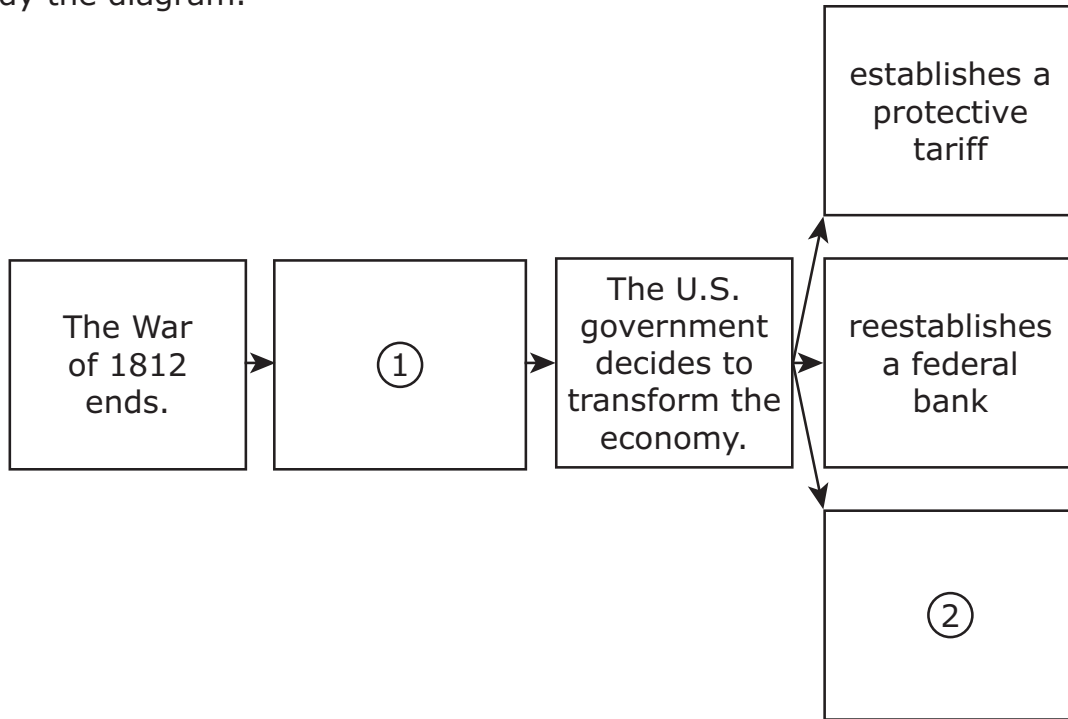 dy the diagram.
establishes a
protective
tariff
The War
of 1812
ends.
1
The U.S.
government
decides to
transform the
economy.
reestablishes
a federal
bank
2